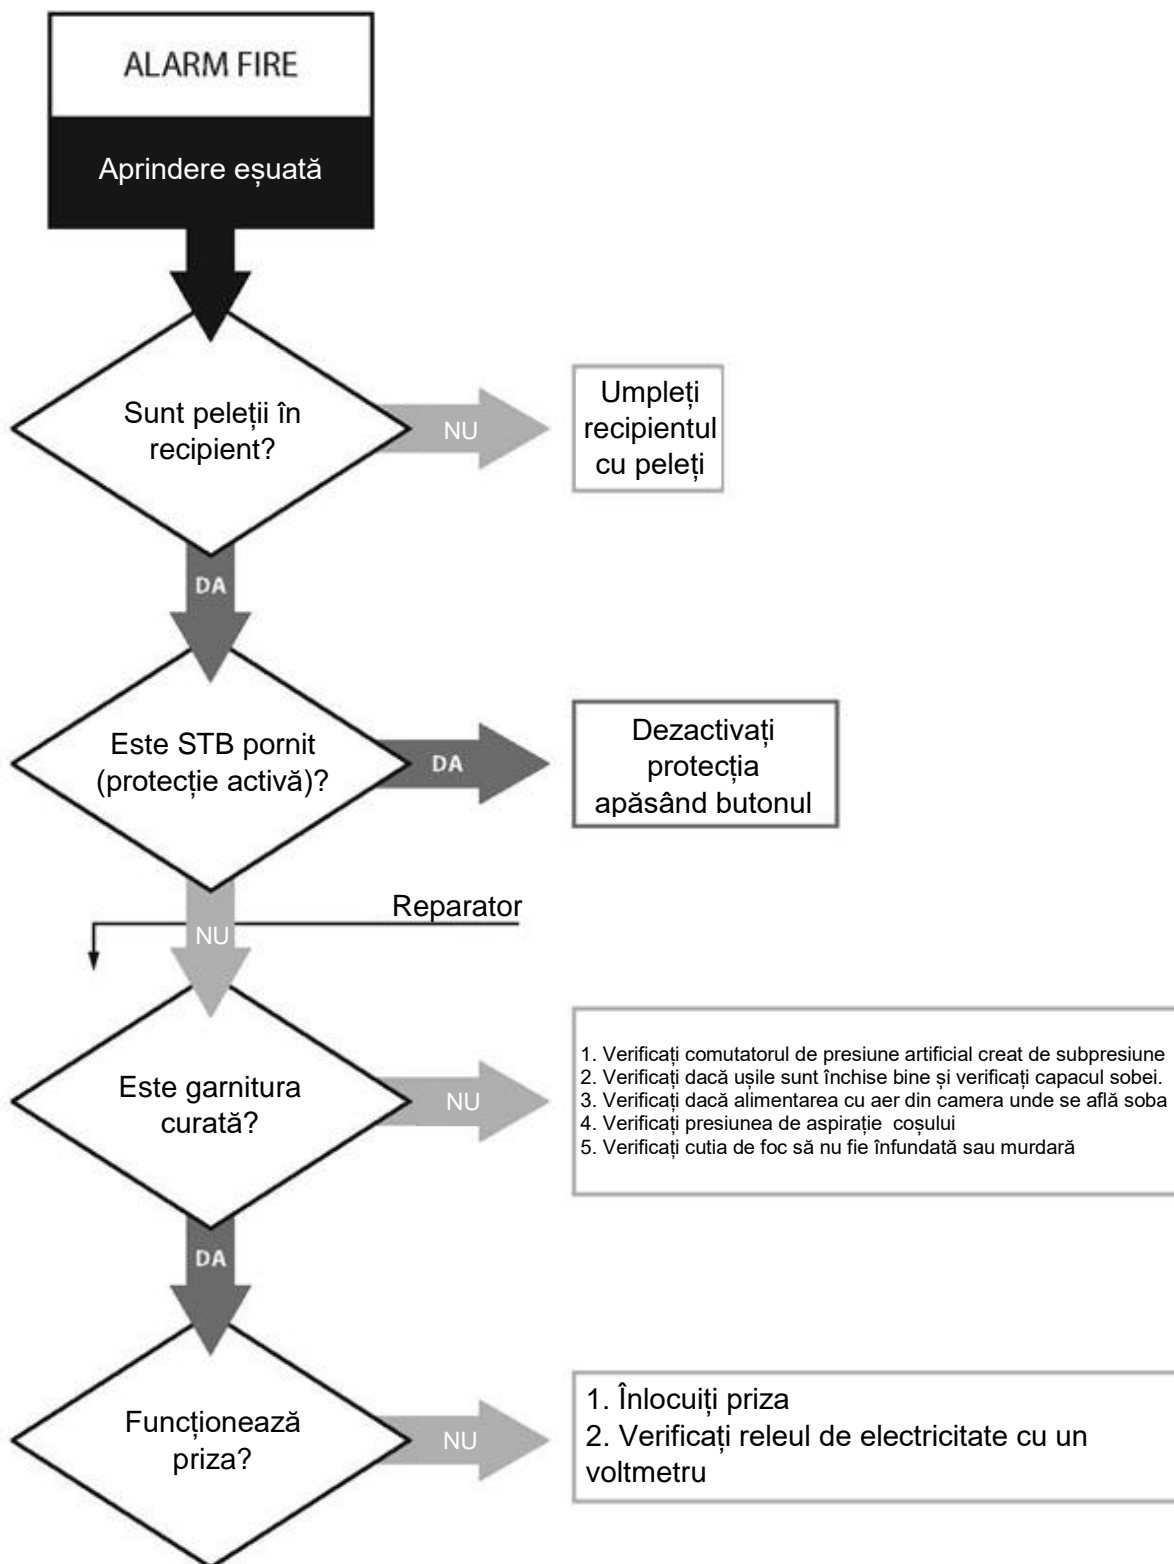 ALARM FIRE
Aprindere eșuată
Sunt peleții în
recipient?
NU
Umpleți
recipientul
cu peleți
DA
Este STB pornit
(protecție activă)?
DA
Dezactivați
protecția
apăsând butonul
Reparator
NU
Este garnitura
curată?
NU
1. Verificați comutatorul de presiune artificial creat de subpresiune
2. Verificați dacă ușile sunt închise bine și verificați capacul sobei.
3. Verificați dacă alimentarea cu aer din camera unde se află soba
4. Verificați presiunea de aspirație  coșului
5. Verificați cutia de foc să nu fie înfundată sau murdară
DA
Funcționează
priza?
NU
1. Înlocuiți priza
2. Verificați releul de electricitate cu un
voltmetru